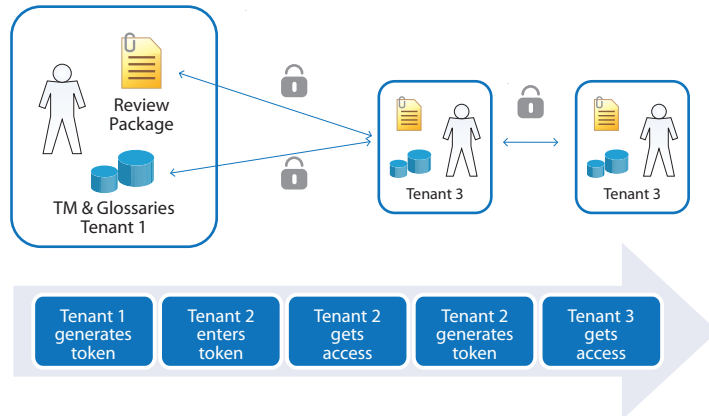 Review
Package
TM & Glossaries
Tenant 1
Tenant 3
Tenant 3
Tenant 1
generates
token
Tenant 2
enters
token
Tenant 2
gets
access
Tenant 2
generates
token
Tenant 3
gets
access